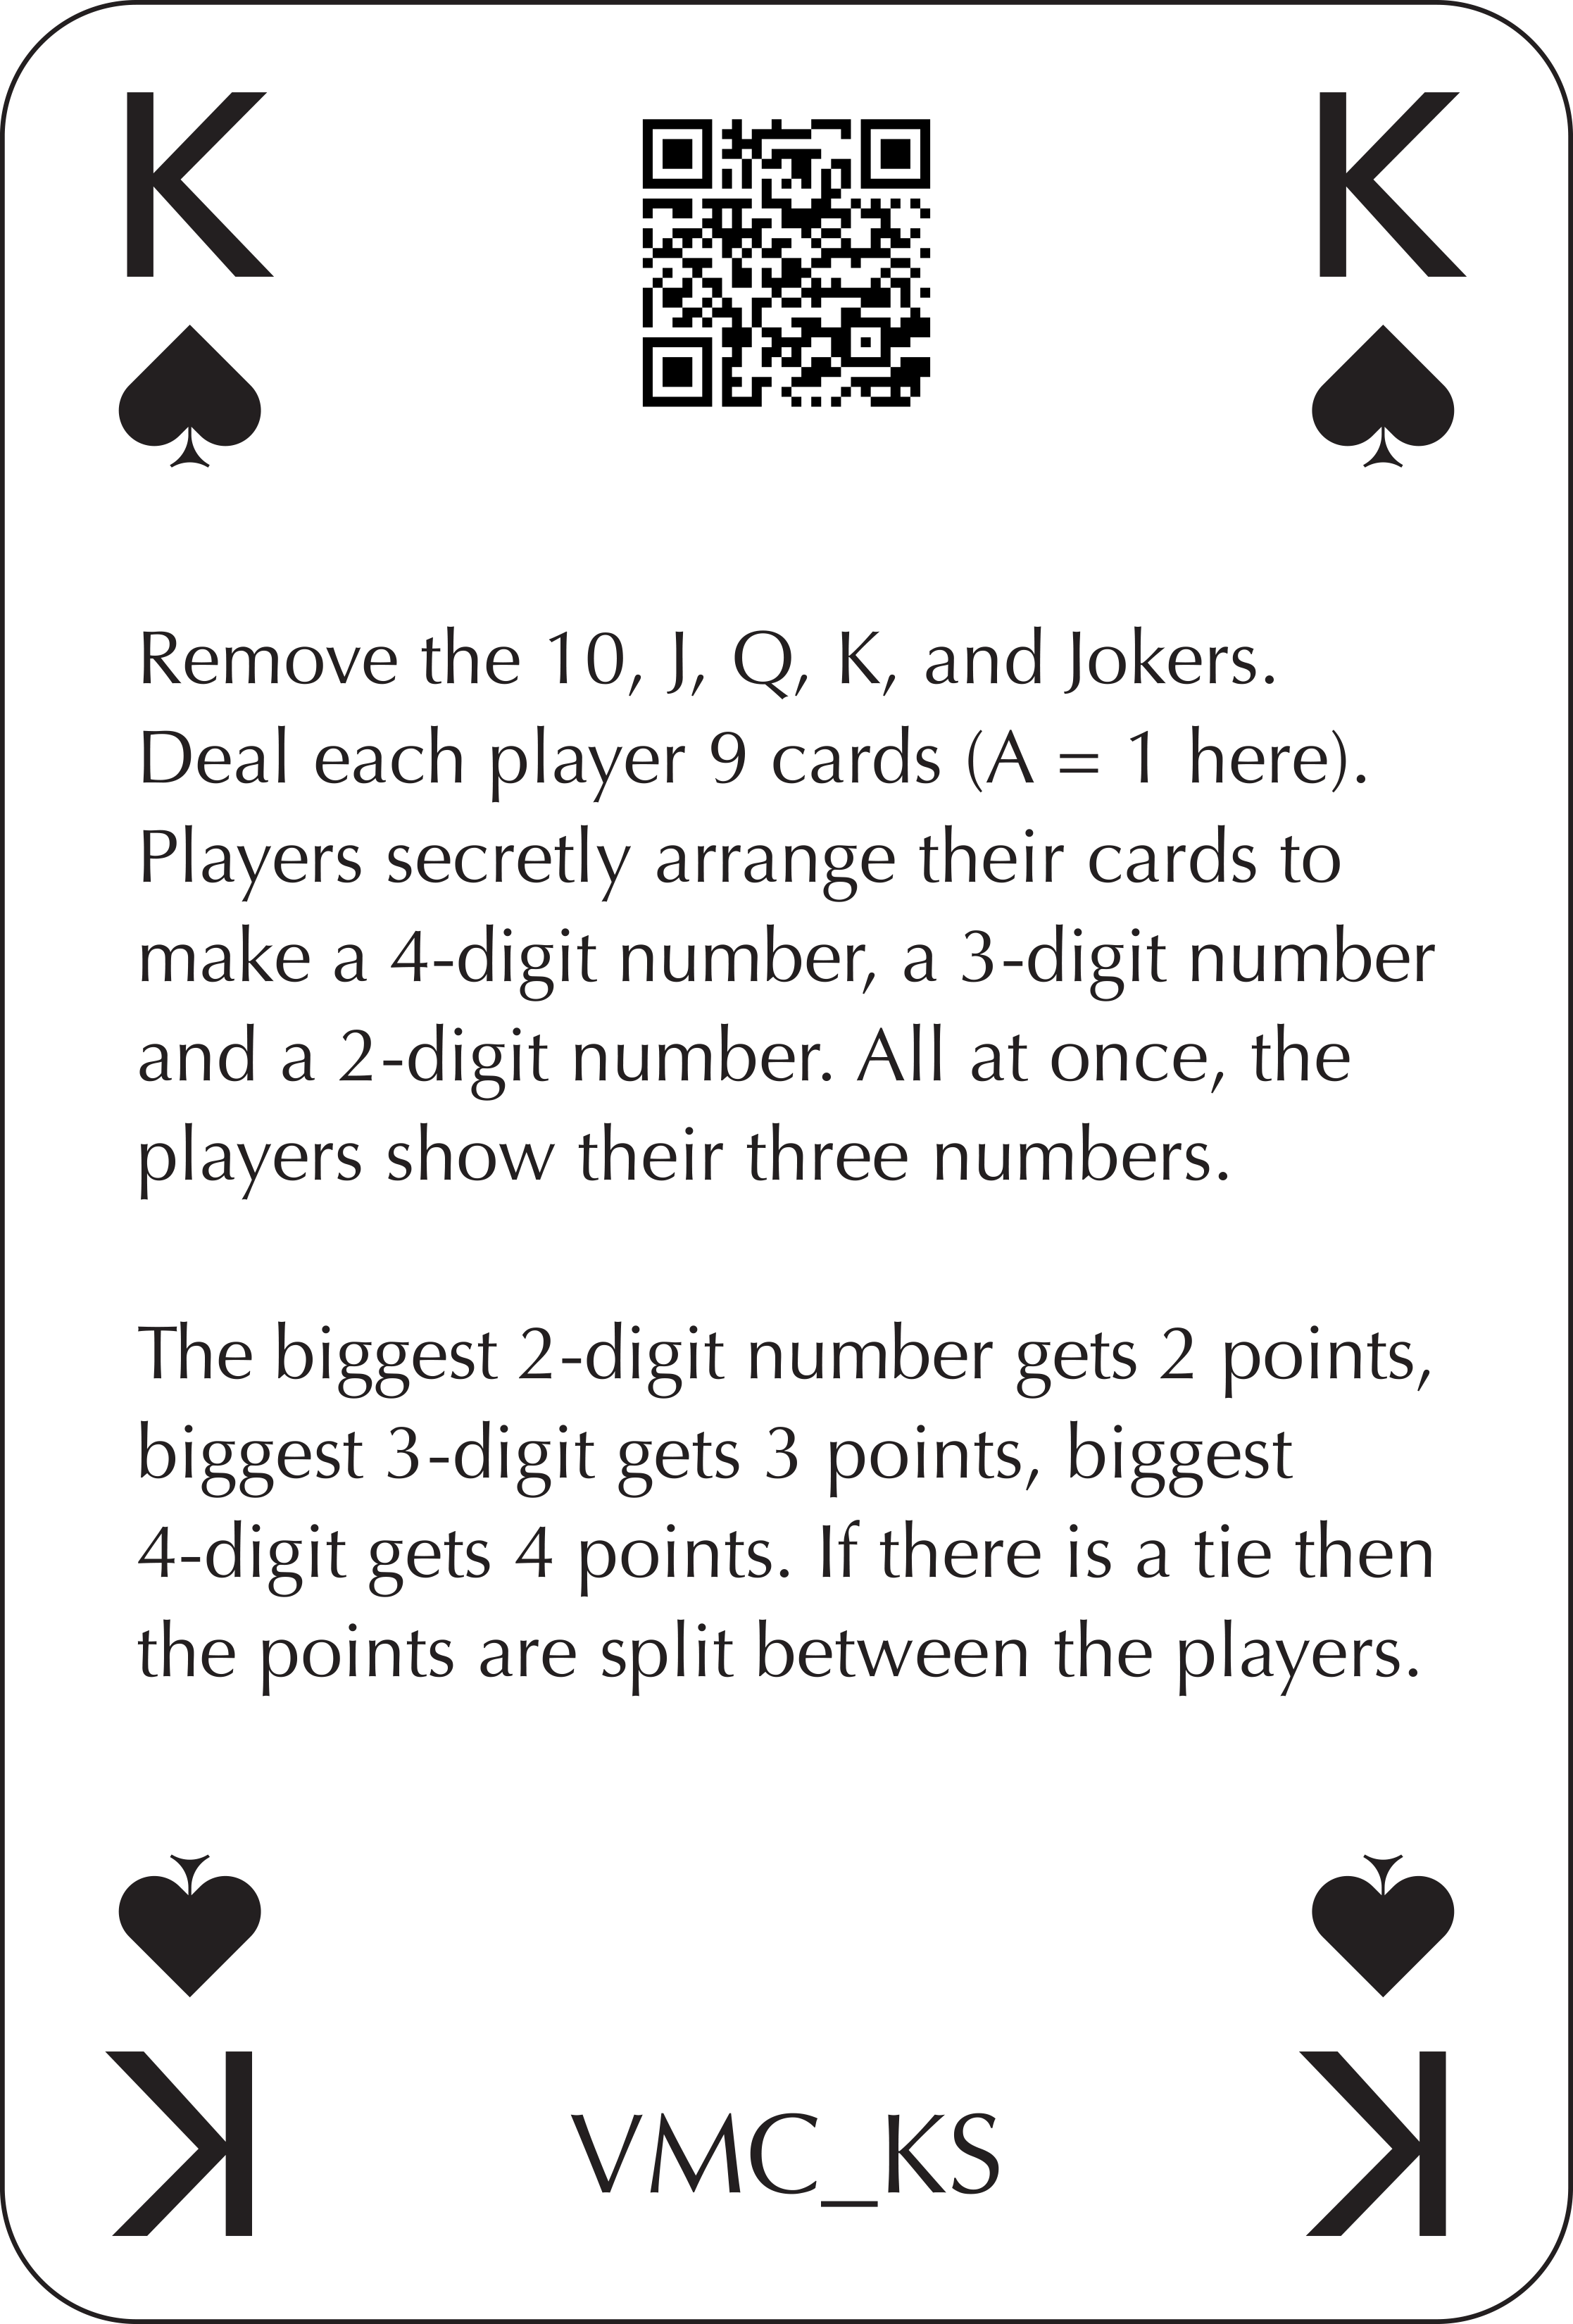 K K
Remove the 10, J, Q, K, and Jokers.
Deal each player 9 cards (A = 1 here).
Players secretly arrange their cards to
make a 4-digit number, a 3-digit number
and a 2-digit number. All at once, the
players show their three numbers.
The biggest 2-digit number gets 2 points,
biggest 3-digit gets 3 points, biggest
4-digit gets 4 points. If there is a tie then
the points are split between the players.
K VMC_KS K